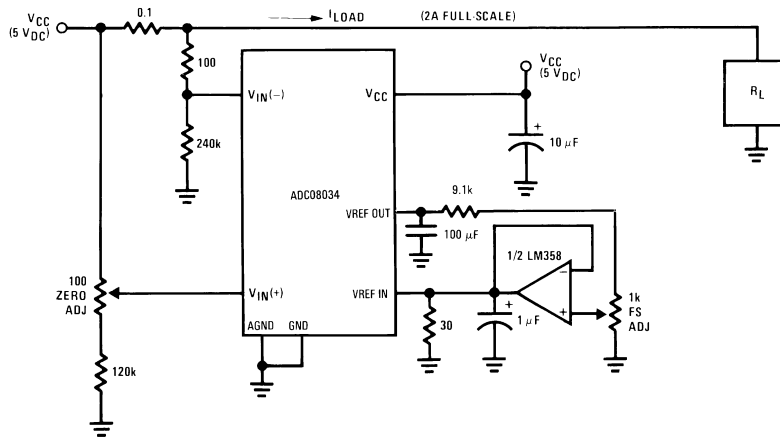 VCC
(5 VDC)
0.1
ILOAD
(2A FULL-SCALE)
100
VIN(−)
240k
VCC
VCC
(5 VDC)
+
10 μF
RL
ADC08034
VREF OUT
9.1k
100 μF
1/2 LM358
−
+
100
ZERO
ADJ
VIN(+)
VREF IN
30
+
1 μF
1k
FS
ADJ
AGND
GND
120k